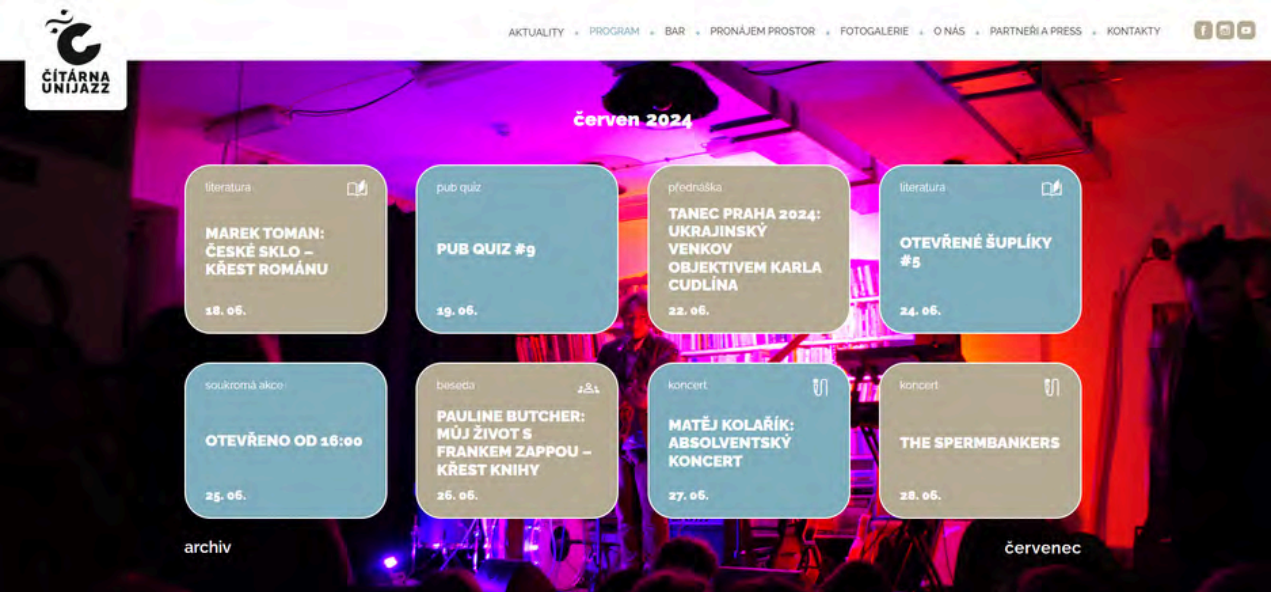 ČÍTÁRNA
UNIJAZZ
AKTUALITY
PROGRAM
BAR
PRONÁJEM PROSTOR
FOTOGALERIE
O NÁS
PARTNEŘI A PRESS
KONTAKTY
červen 2024
literatura
MAREK TOMAN:
ČESKÉ SKLO –
KŘEST ROMÁNU
18. 06.
pub quiz
PUB QUIZ #9
19. 06.
přednáška
TANEC PRAHA 2024:
UKRAJINSKÝ
VENKOV
OBJEKTIVEM KARLA
CUDLÍNA
22. 06.
literatura
OTEVŘENÉ ŠUPLÍKY
#5
24. 06.
soukromá akce
OTEVŘENO OD 16:00
25. 06.
beseda
PAULINE BUTCHER:
MŮJ ŽIVOT S
FRANKEM ZAPPOU –
KŘEST KNIHY
26. 06.
koncert
MATĚJ KOLAŘÍK:
ABSOLVENTSKÝ
KONCERT
27. 06.
koncert
THE SPERMBANKERS
28. 06.
archiv
červenec